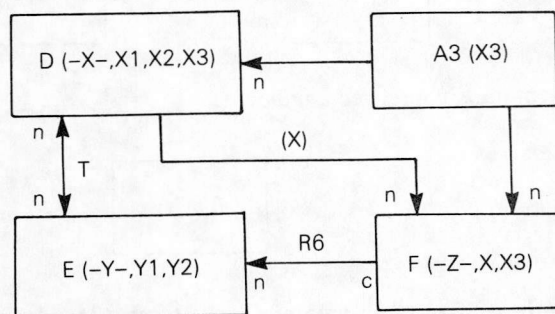 D (–X–,X1,X2,X3)
A3 (X3)
n
n
(X)
T
n
n
n
R6
E (–Y–,Y1,Y2)
n
c
F (–Z–,X,X3)